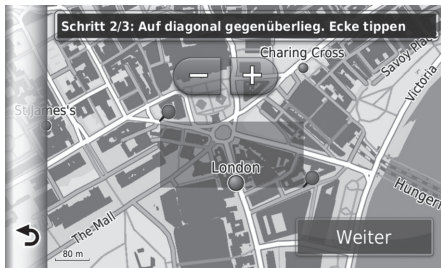 Schritt 2/3: Auf diagonal gegenüberlieg. Ecke tippen
Charing Cross
Savoy Place
Victoria
St James's
London
Hungerf
The Mall
80 m
Weiter